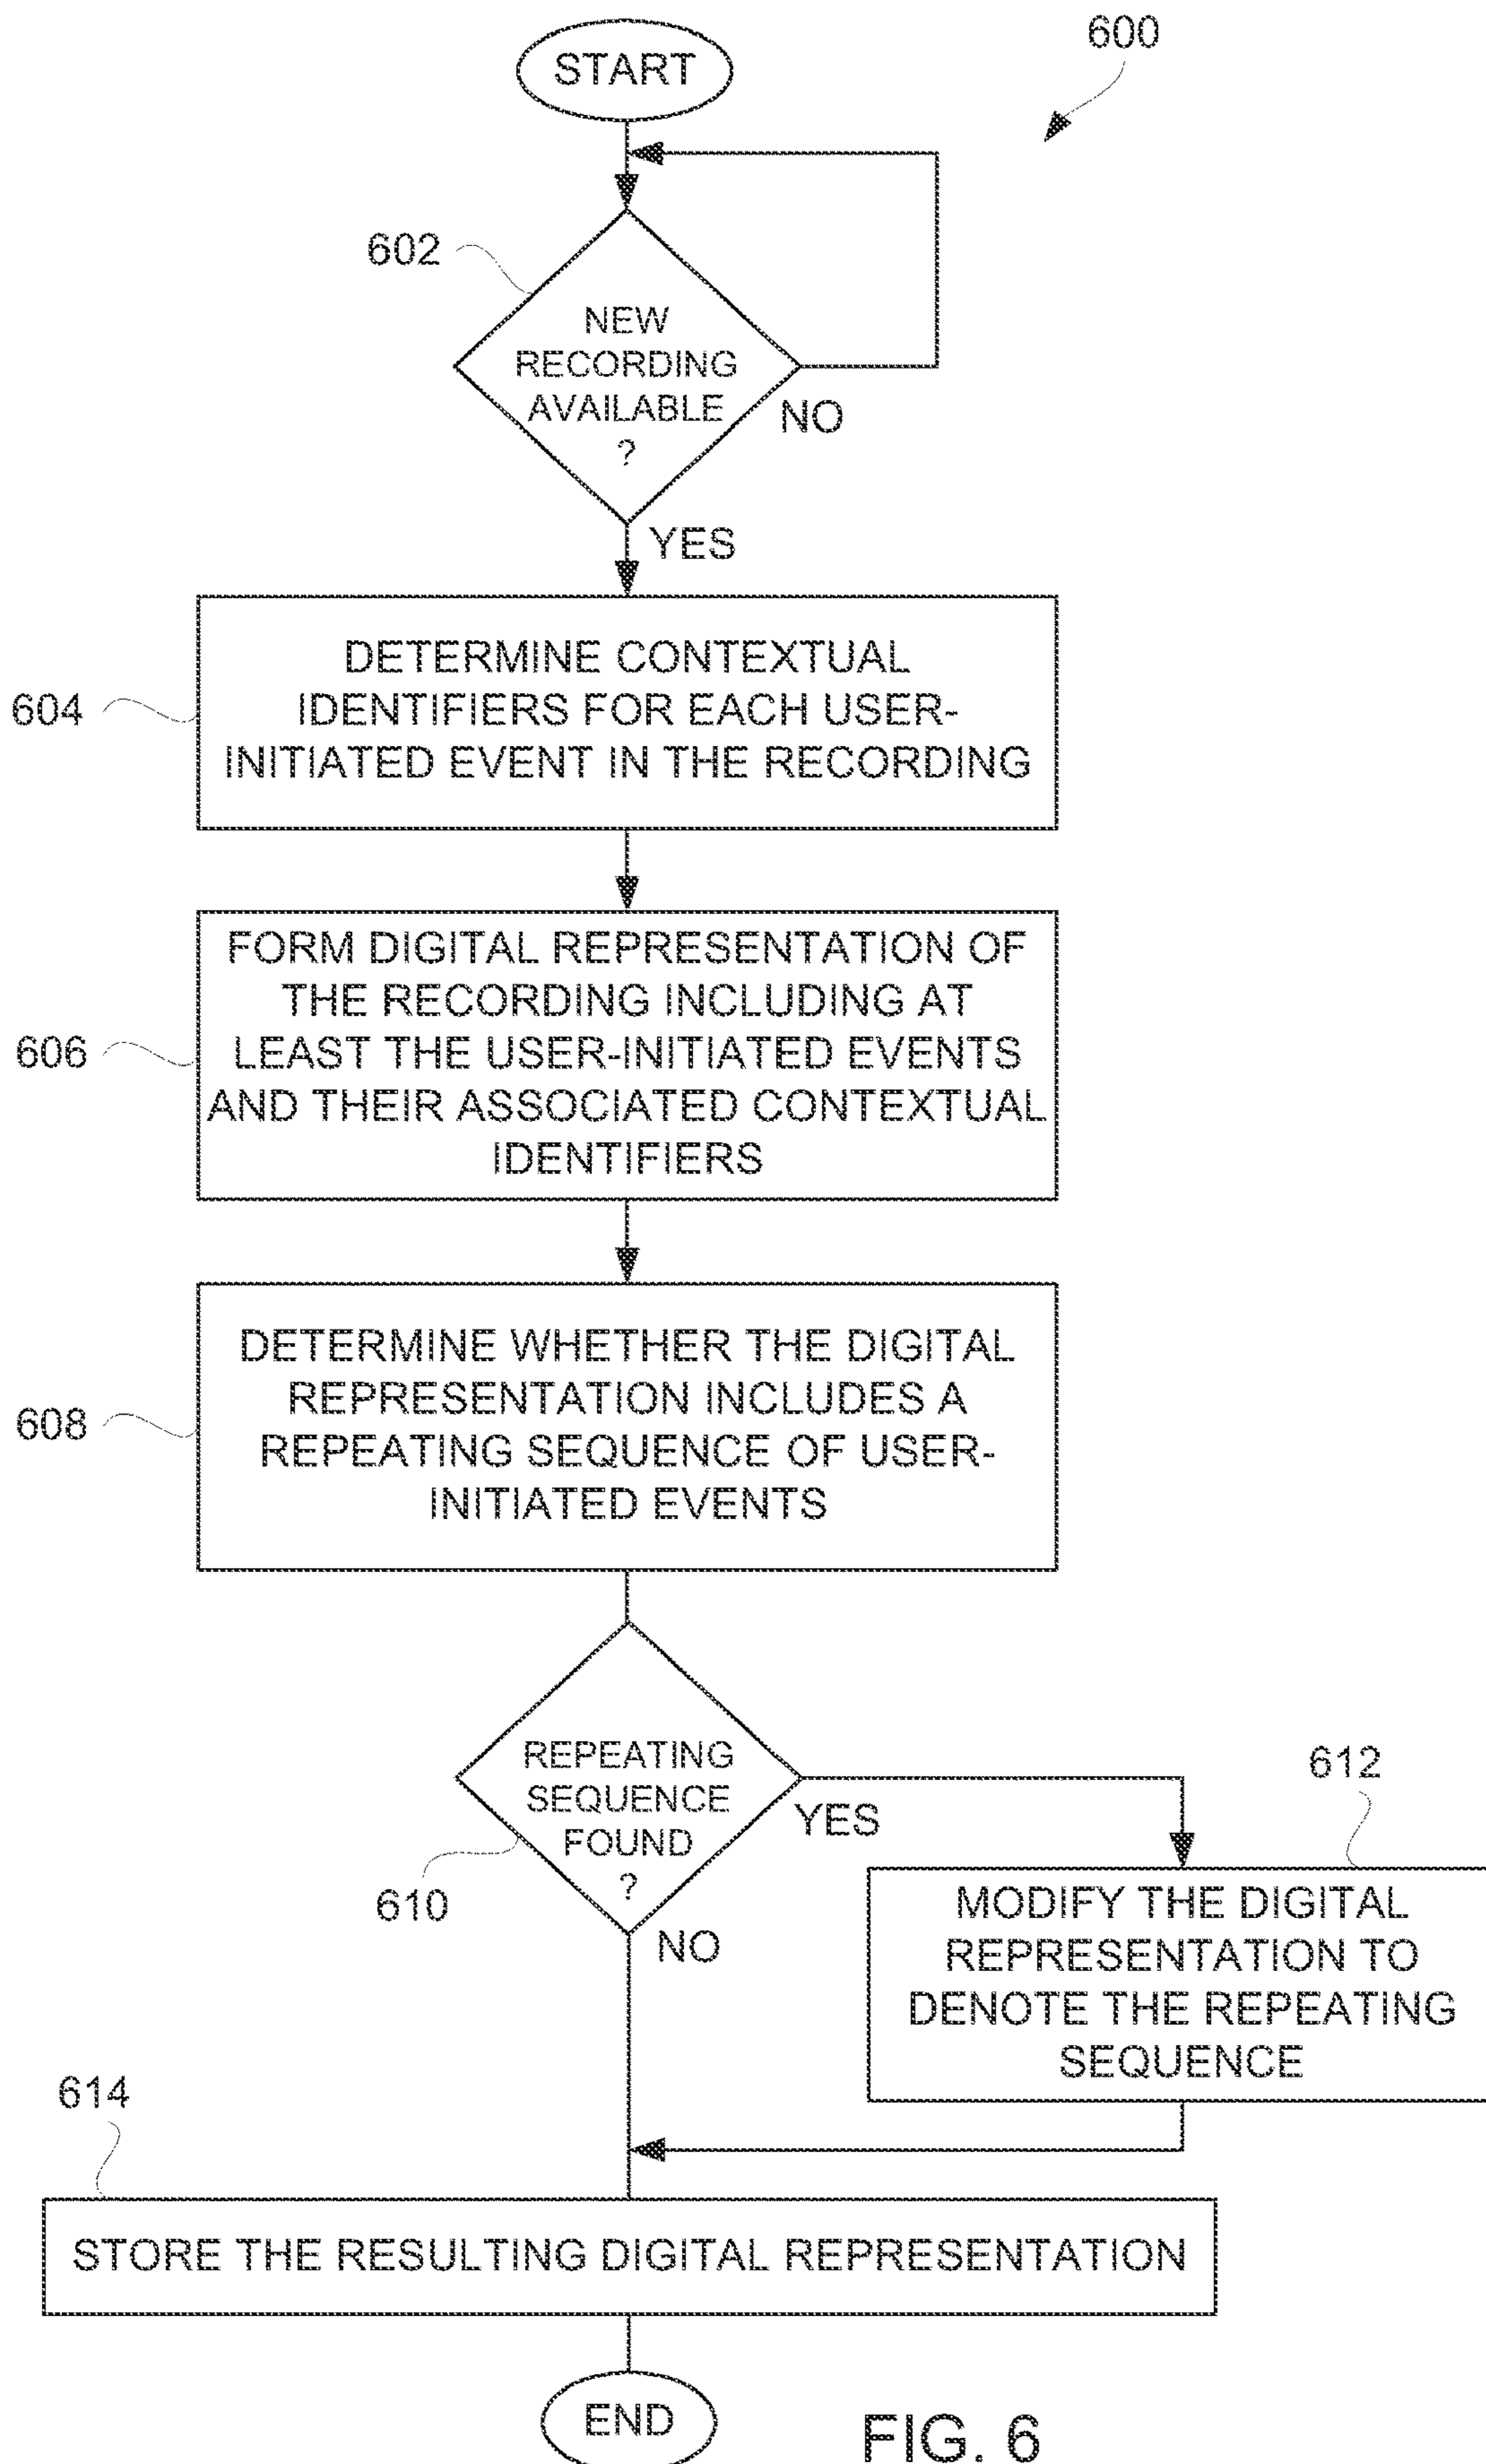 600
START
602
NEW
RECORDING
AVAILABLE
?
NO
YES
604
DETERMINE CONTEXTUAL
IDENTIFIERS FOR EACH USER-
INITIATED EVENT IN THE RECORDING
606
FORM DIGITAL REPRESENTATION OF
THE RECORDING INCLUDING AT
LEAST THE USER-INITIATED EVENTS
AND THEIR ASSOCIATED CONTEXTUAL
IDENTIFIERS
608
DETERMINE WHETHER THE DIGITAL
REPRESENTATION INCLUDES A
REPEATING SEQUENCE OF USER-
INITIATED EVENTS
610
REPEATING
SEQUENCE
FOUND
?
YES
NO
612
MODIFY THE DIGITAL
REPRESENTATION TO
DENOTE THE REPEATING
SEQUENCE
614
STORE THE RESULTING DIGITAL REPRESENTATION
END
FIG. 6